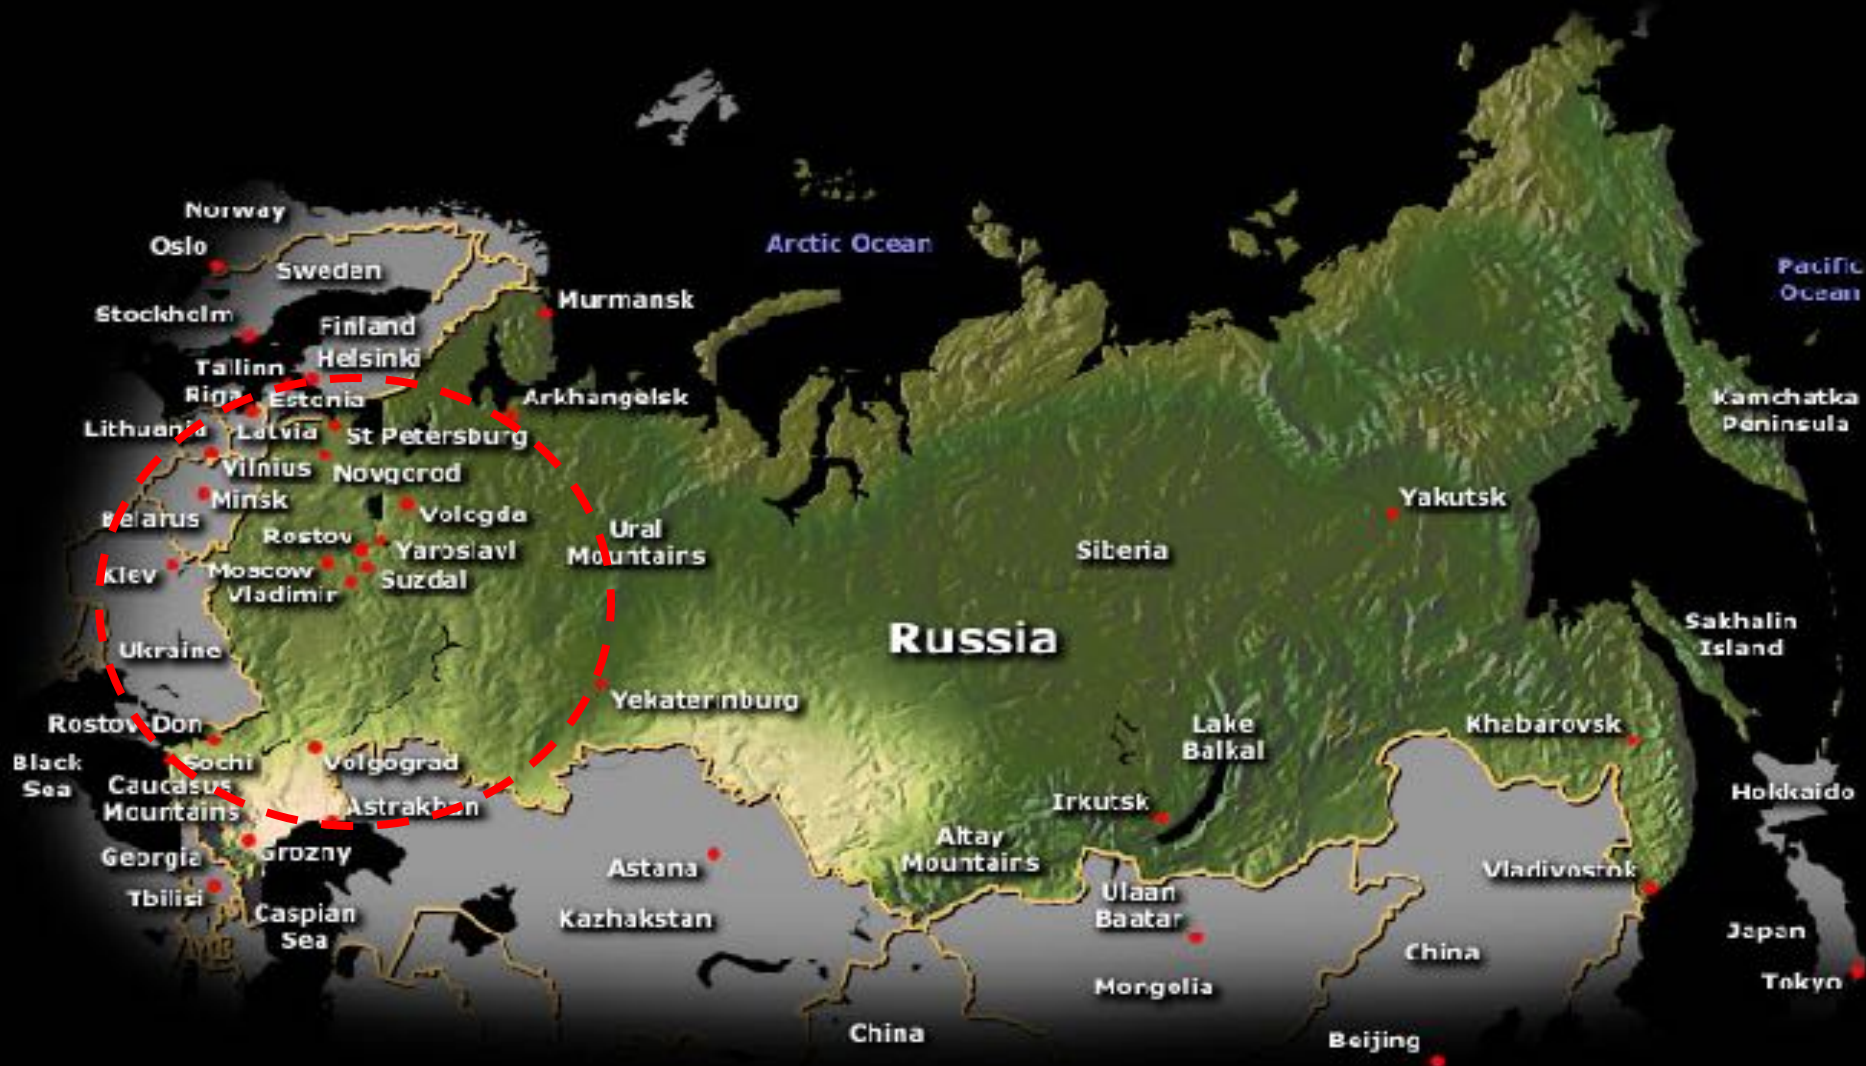 Norway
Oslo
Sweden
Arctic Ocean
Pacific
Ocean
Murmansk
Stockholm
Finland
Helsinki
Tallinn
Riga
Estonia
Arkhangelsk
Kamchatka
Peninsula
Lithuania
Latvia
St Petersburg
Vilnius
Novgorod
Minsk
Yakutsk
Belarus
Vologda
Ural
Mountains
Rostov
Yaroslavl
Siberia
Kiev
Moscow
Suzdal
Vladimir
Russia
Sakhalin
Island
Ukraine
Yekaterinburg
Rostov Don
Lake
Baikal
Khabarovsk
Black
Sea
Sochi
Volgograd
Caucasus
Mountains
Astrakhan
Hokkaido
Irkutsk
Altay
Mountains
Georgia
Grozny
Astana
Vladivostok
Tbilisi
Ulaan
Baatar
Caspian
Sea
Kazhakstan
Japan
China
Mongolia
Tokyo
China
Beijing